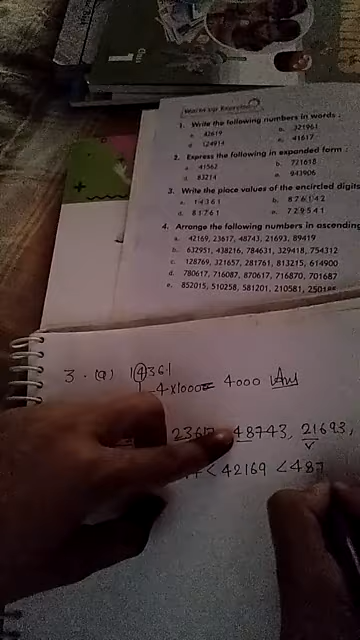 1
Warm-up Exercise
1. Write the following numbers in words :
a. 42619 b. 321961
d. 124914 e. 41617
2. Express the following in expanded form :
a. 41562 b. 721618
d. 83214 e. 943906
3. Write the place values of the encircled digits
a. 14361 b. 876142
d. 81761 e. 729541
4. Arrange the following numbers in ascending
a. 42169, 23617, 48743, 21693, 89419
b. 632951, 438216, 784631, 329418, 754312
c. 128769, 321657, 281761, 813215, 614900
d. 780617, 716087, 870617, 716870, 701687
e. 852015, 510258, 581201, 210581,
3. (a) 14361
4×1000= 4000 Ans
23617, 48743, 21693,
< 42169 < 487